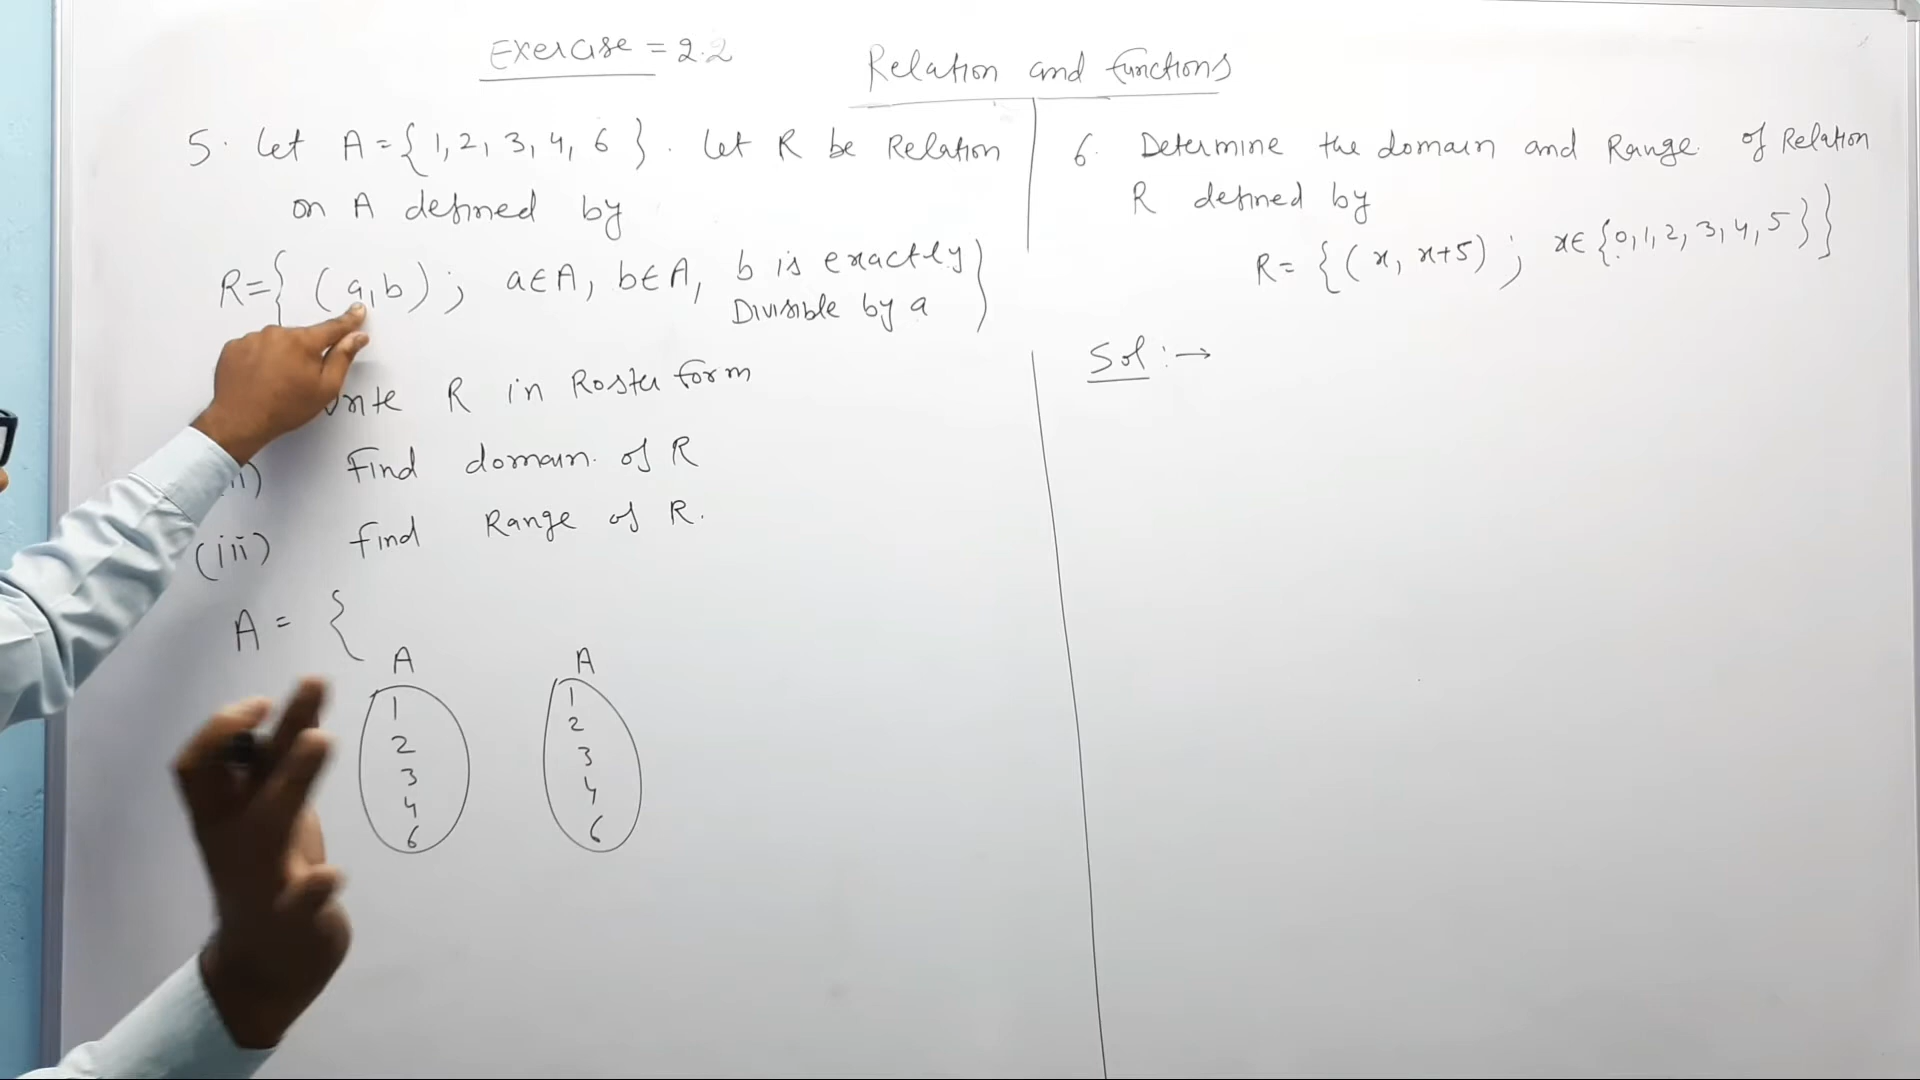 Exercise = 2.2
Relation and functions
5. Let A = { 1, 2, 3, 4, 6 } . Let R be Relation
on A defined by
R = { (a, b) ; a ∈ A, b ∈ A, b is exactly
Divisible by a }
R in Roster form
Find domain of R
(iii) find Range of R.
A = {
A A
1 1
2 2
3 3
4 4
6 6
6. Determine the domain and Range of Relation
R defined by
R = { (x, x+5) ; x ∈ {0, 1, 2, 3, 4, 5 } }
Sol :→